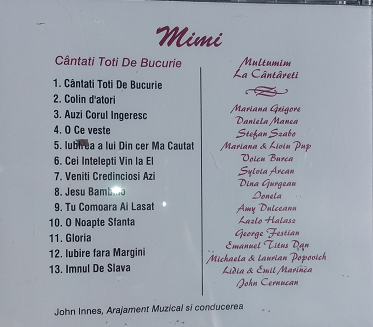 Mimi
Cântati Toti De Bucurie
1. Cântati Toti De Bucurie
2. Colin d'atori
3. Auzi Corul Ingeresc
4. O Ce veste
5. Iubirea a lui Din cer Ma Cautat
6. Cei Intelepti Vin la El
7. Veniti Credinciosi Azi
8. Jesu Bambino
9. Tu Comoara Ai Lasat
10. O Noapte Sfanta
11. Gloria
12. Iubire fara Margini
13. Imnul De Slava
John Innes, Arajament Muzical si conducerea
Multumim
La Cântâreti
Mariana Grigore
Daniela Manea
Stefan Szabo
Mariana & Liviu Pup
Voicu Burca
Sylvia Arcan
Dina Gurgeau
Ionela
Amy Dulceanu
Lazlo Halasz
George Festian
Emanuel Titus Dan
Michaela & Laurian Popovich
Lidia & Emil Marinca
John Cernucan